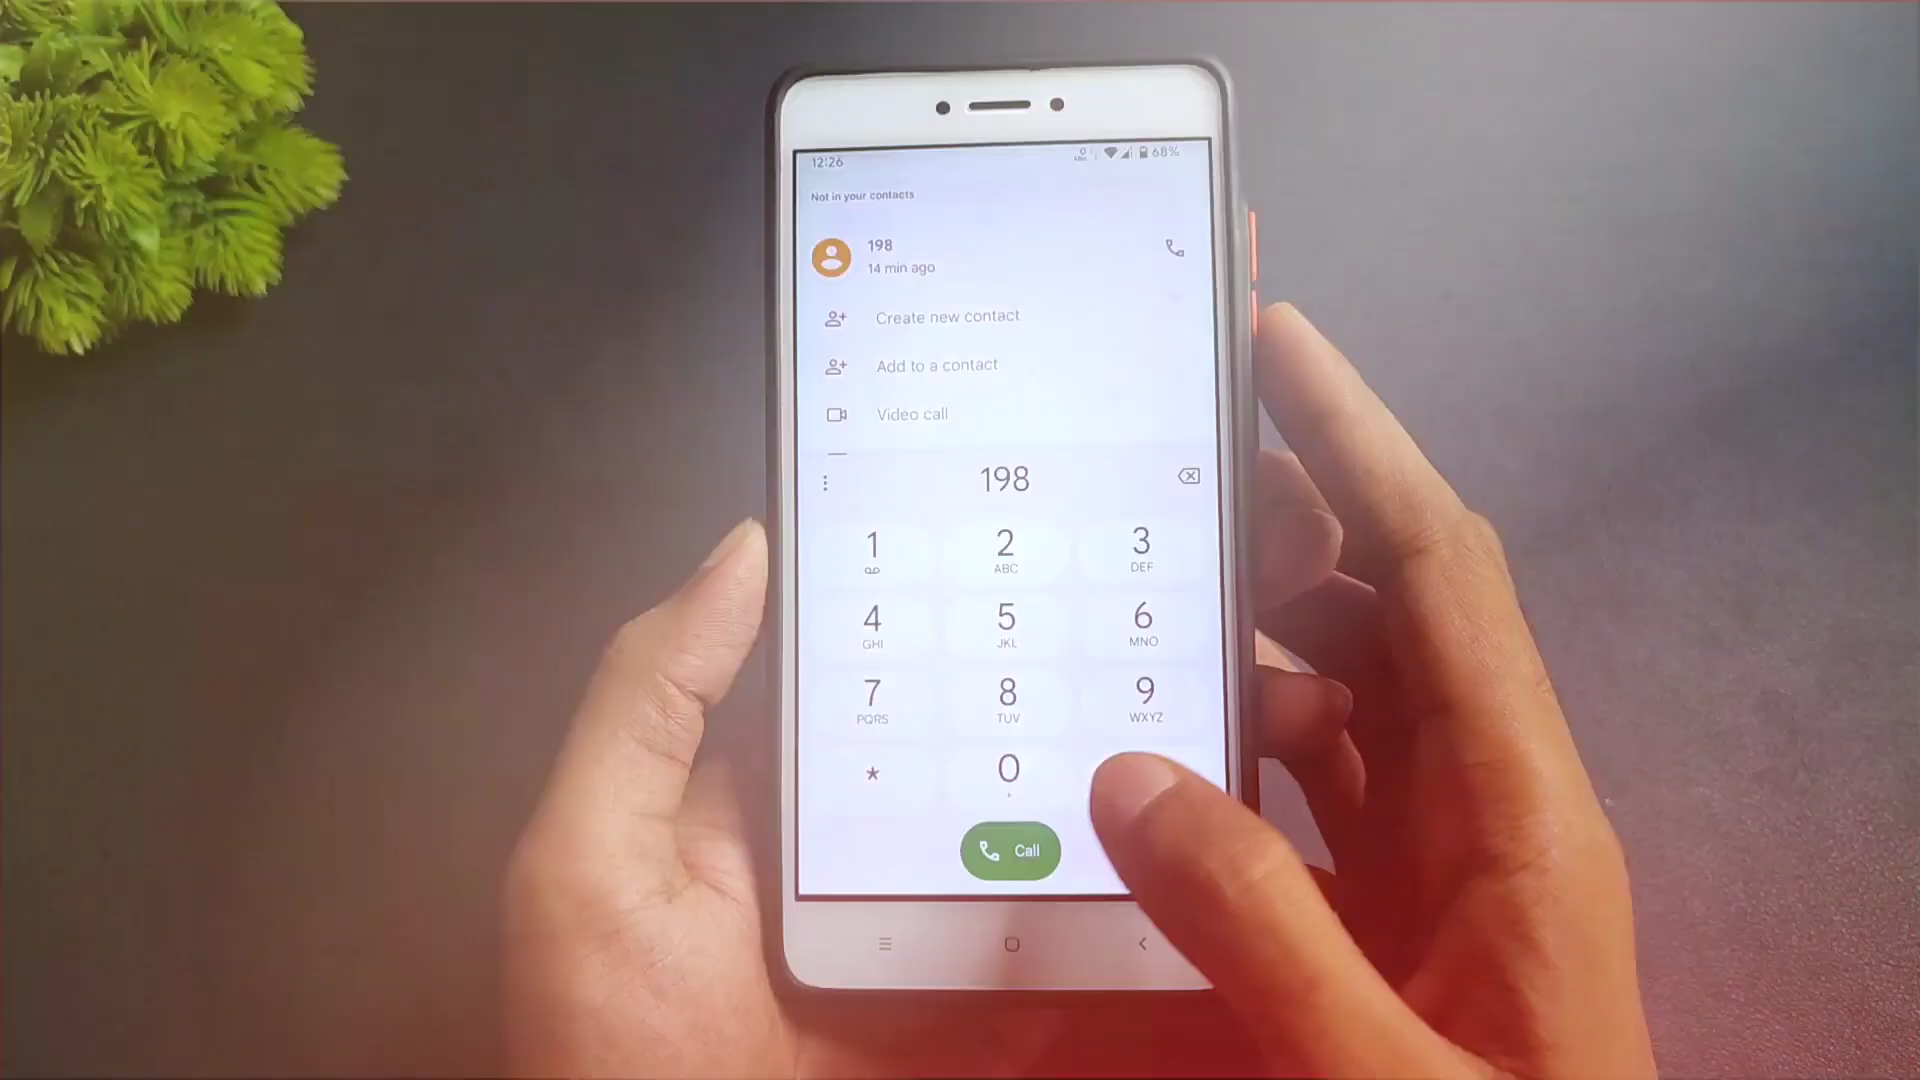 12:26
68%
Not in your contacts
198
14 min ago
Create new contact
Add to a contact
Video call
198
1 2 3
ABC DEF
4 5 6
GHI JKL MNO
7 8 9
PQRS TUV WXYZ
* 0
+
Call